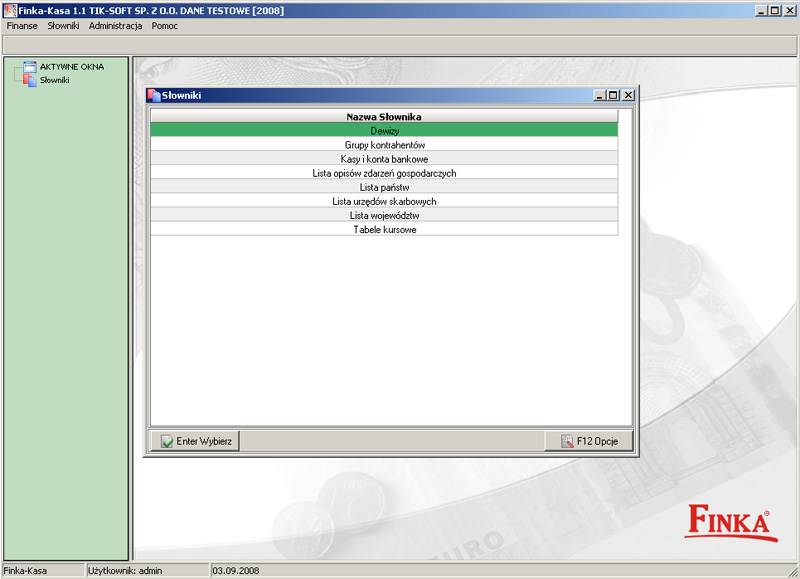 Finka-Kasa 1.1 TIK-SOFT SP. Z O.O. DANE TESTOWE [2008]
Finanse Słowniki Administracja Pomoc
AKTYWNE OKNA
Słowniki
Słowniki
Nazwa Słownika
Dewizy
Grupy kontrahentów
Kasy i konta bankowe
Lista opisów zdarzeń gospodarczych
Lista państw
Lista urzędów skarbowych
Lista województw
Tabele kursowe
Enter Wybierz
F12 Opcje
EURO
FINKA®
Finka-Kasa Użytkownik: admin 03.09.2008